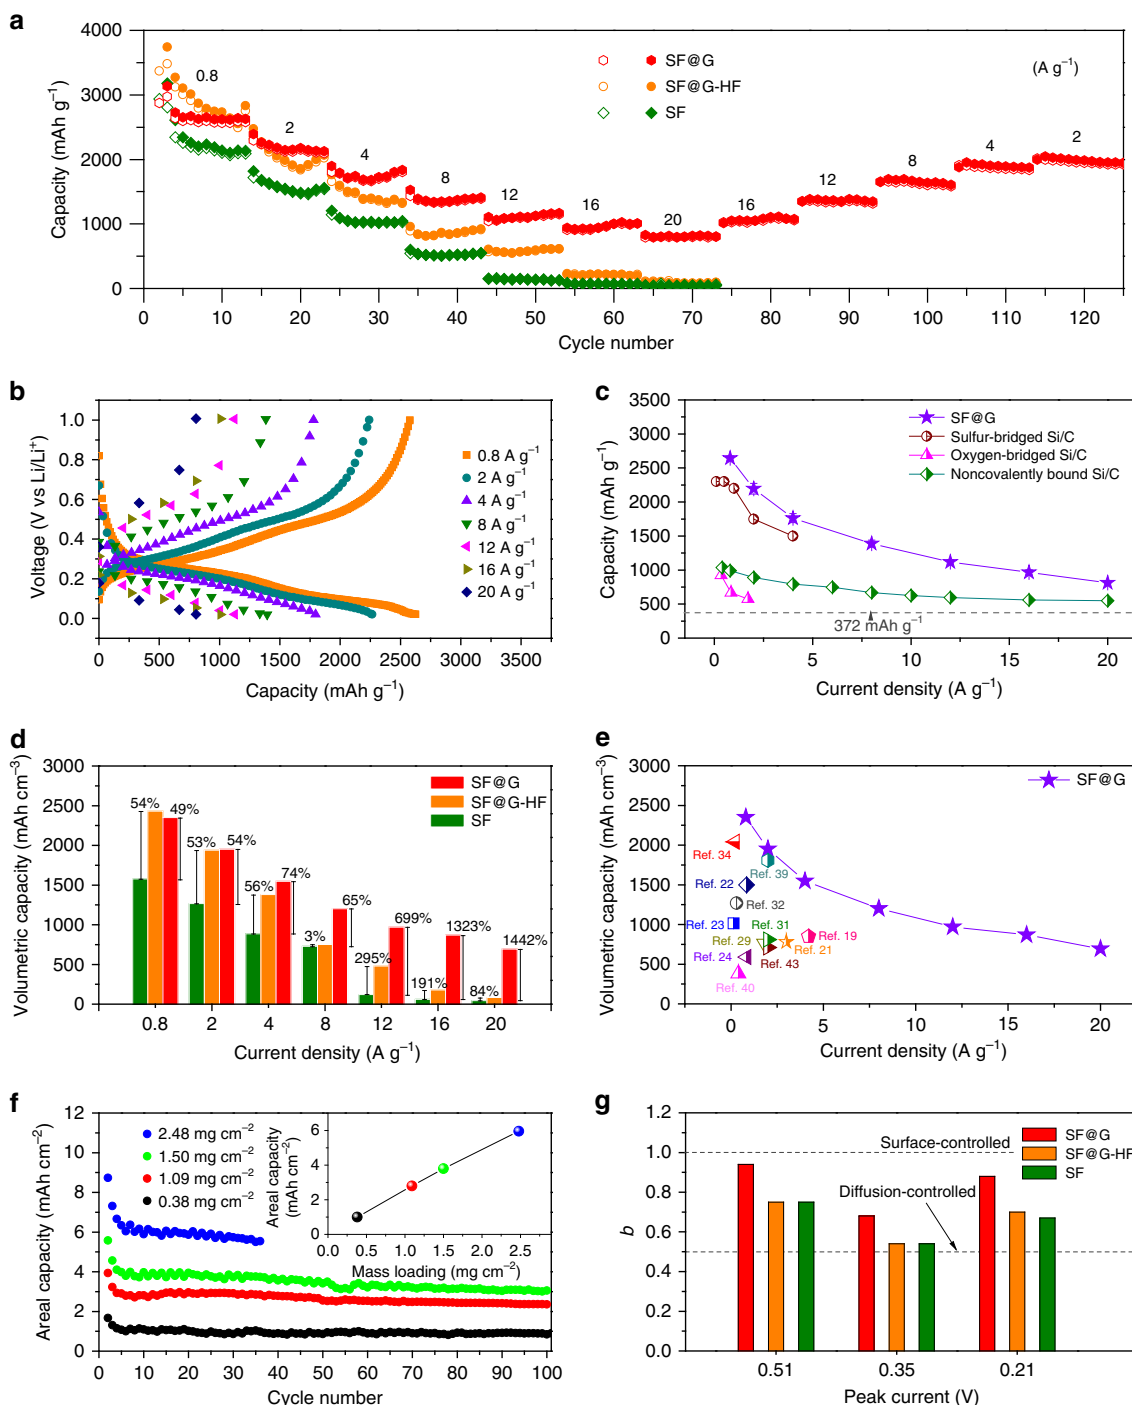 a
4000
3000
2000
1000
0
Capacity (mAh g⁻¹)
0.8
2
4
8
12
16
20
16
12
8
4
2
SF@G
SF@G-HF
SF
(A g⁻¹)
0 10 20 30 40 50 60 70 80 90 100 110 120
Cycle number
b
1.0
0.8
0.6
0.4
0.2
0.0
Voltage (V vs Li/Li⁺)
0.8 A g⁻¹
2 A g⁻¹
4 A g⁻¹
8 A g⁻¹
12 A g⁻¹
16 A g⁻¹
20 A g⁻¹
0 500 1000 1500 2000 2500 3000 3500
Capacity (mAh g⁻¹)
c
3500
3000
2500
2000
1500
1000
500
0
Capacity (mAh g⁻¹)
SF@G
Sulfur-bridged Si/C
Oxygen-bridged Si/C
Noncovalently bound Si/C
372 mAh g⁻¹
0 5 10 15 20
Current density (A g⁻¹)
d
3000
2500
2000
1500
1000
500
0
Volumetric capacity (mAh cm⁻³)
SF@G
SF@G-HF
SF
54%
49%
53%
54%
56%
74%
3%
65%
295%
699%
191%
1323%
84%
1442%
0.8 2 4 8 12 16 20
Current density (A g⁻¹)
e
3000
2500
2000
1500
1000
500
0
Volumetric capacity (mAh cm⁻³)
SF@G
Ref. 34
Ref. 39
Ref. 22
Ref. 32
Ref. 23
Ref. 31
Ref. 19
Ref. 29
Ref. 21
Ref. 24
Ref. 43
Ref. 40
0 5 10 15 20
Current density (A g⁻¹)
f
12
10
8
6
4
2
0
Areal capacity (mAh cm⁻²)
2.48 mg cm⁻²
1.50 mg cm⁻²
1.09 mg cm⁻²
0.38 mg cm⁻²
Areal capacity
(mAh cm⁻²)
6
4
2
0
0.0 0.5 1.0 1.5 2.0 2.5
Mass loading (mg cm⁻²)
0 10 20 30 40 50 60 70 80 90 100
Cycle number
g
1.2
1.0
0.8
0.6
0.4
0.2
0.0
b
Surface-controlled
Diffusion-controlled
SF@G
SF@G-HF
SF
0.51 0.35 0.21
Peak current (V)